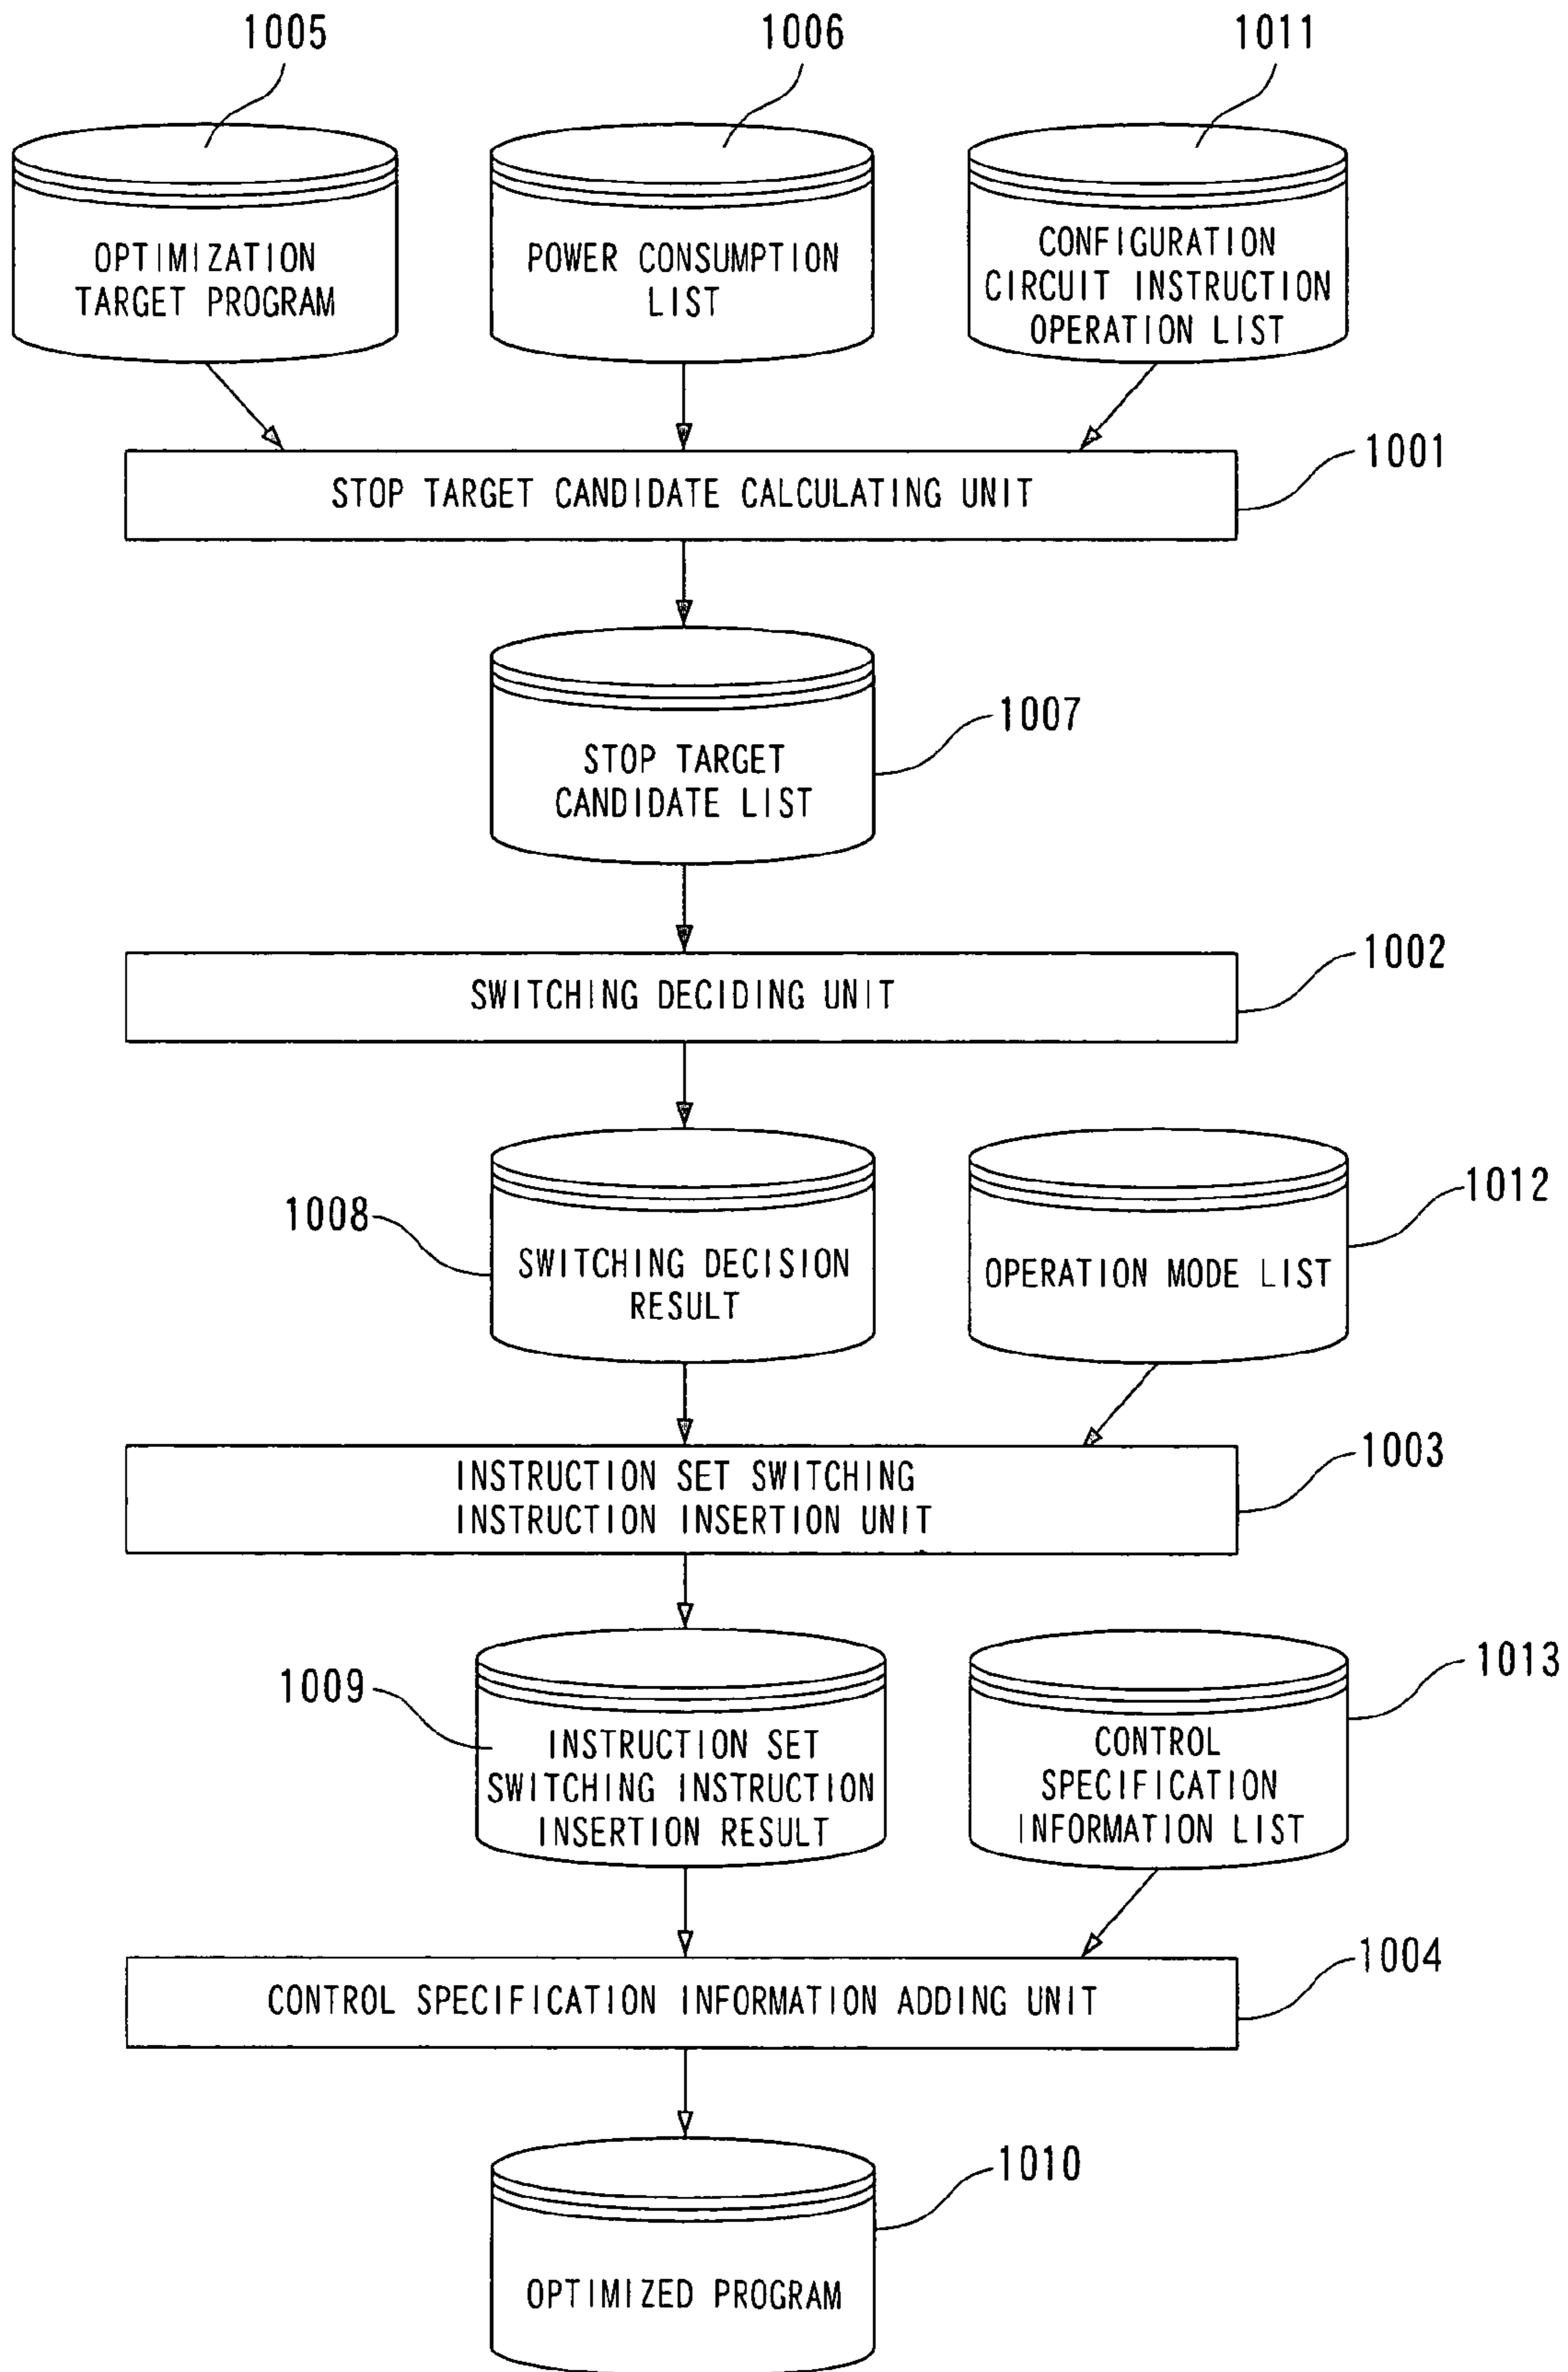 1005
1006
1011
OPTIMIZATION
TARGET PROGRAM
POWER CONSUMPTION
LIST
CONFIGURATION
CIRCUIT INSTRUCTION
OPERATION LIST
1001
STOP TARGET CANDIDATE CALCULATING UNIT
1007
STOP TARGET
CANDIDATE LIST
1002
SWITCHING DECIDING UNIT
1008
SWITCHING DECISION
RESULT
1012
OPERATION MODE LIST
1003
INSTRUCTION SET SWITCHING
INSTRUCTION INSERTION UNIT
1009
INSTRUCTION SET
SWITCHING INSTRUCTION
INSERTION RESULT
1013
CONTROL
SPECIFICATION
INFORMATION LIST
1004
CONTROL SPECIFICATION INFORMATION ADDING UNIT
1010
OPTIMIZED PROGRAM